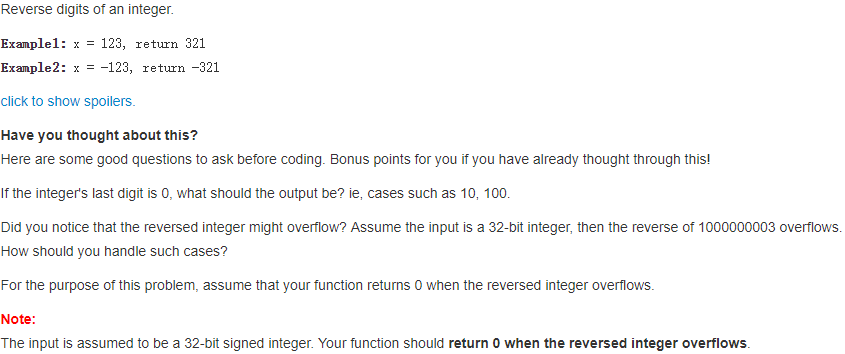 Reverse digits of an integer.
Example1: x = 123, return 321
Example2: x = -123, return -321
click to show spoilers.
Have you thought about this?
Here are some good questions to ask before coding. Bonus points for you if you have already thought through this!
If the integer's last digit is 0, what should the output be? ie, cases such as 10, 100.
Did you notice that the reversed integer might overflow? Assume the input is a 32-bit integer, then the reverse of 1000000003 overflows.
How should you handle such cases?
For the purpose of this problem, assume that your function returns 0 when the reversed integer overflows.
Note:
The input is assumed to be a 32-bit signed integer. Your function should return 0 when the reversed integer overflows.